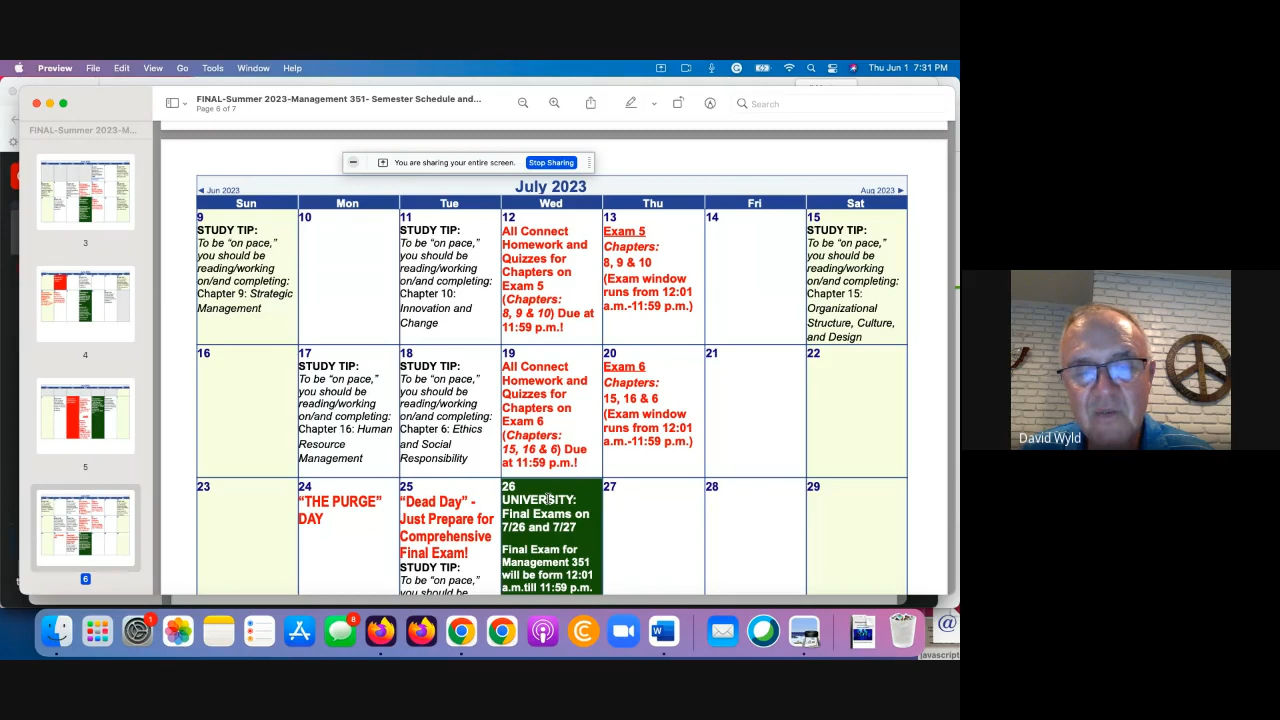 Preview File Edit View Go Tools Window Help Thu Jun 1 7:31 PM
FINAL-Summer 2023-Management 351- Semester Schedule and...
Page 6 of 7
Search
FINAL-Summer 2023-M...
3
4
5
6
You are sharing your entire screen. Stop Sharing
◄ Jun 2023
July 2023
Aug 2023 ►
Sun Mon Tue Wed Thu Fri Sat
9
STUDY TIP:
To be “on pace,”
you should be
reading/working
on/and completing:
Chapter 9: Strategic
Management
10
11
STUDY TIP:
To be “on pace,”
you should be
reading/working
on/and completing:
Chapter 10:
Innovation and
Change
12
All Connect
Homework and
Quizzes for
Chapters on
Exam 5
(Chapters:
8, 9 & 10) Due at
11:59 p.m.!
13
Exam 5
Chapters:
8, 9 & 10
(Exam window
runs from 12:01
a.m.-11:59 p.m.)
14
15
STUDY TIP:
To be “on pace,”
you should be
reading/working
on/and completing:
Chapter 15:
Organizational
Structure, Culture,
and Design
16
17
STUDY TIP:
To be “on pace,”
you should be
reading/working
on/and completing:
Chapter 16: Human
Resource
Management
18
STUDY TIP:
To be “on pace,”
you should be
reading/working
on/and completing:
Chapter 6: Ethics
and Social
Responsibility
19
All Connect
Homework and
Quizzes for
Chapters on
Exam 6
(Chapters:
15, 16 & 6) Due
at 11:59 p.m.!
20
Exam 6
Chapters:
15, 16 & 6
(Exam window
runs from 12:01
a.m.-11:59 p.m.)
21
22
23
24
“THE PURGE”
DAY
25
“Dead Day” -
Just Prepare for
Comprehensive
Final Exam!
STUDY TIP:
To be “on pace,”
you should be
26
UNIVERSITY:
Final Exams on
7/26 and 7/27
Final Exam for
Management 351
will be form 12:01
a.m.till 11:59 p.m.
27
28
29
David Wyld
1
8
javascript